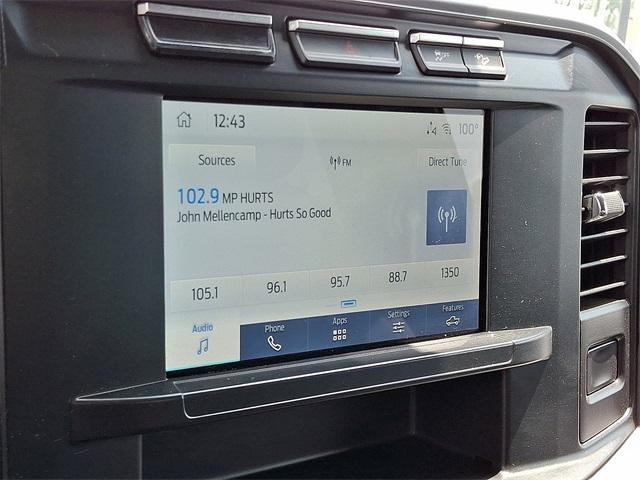 12:43 100°
Sources FM Direct Tune
102.9 MP HURTS
John Mellencamp - Hurts So Good
105.1 96.1 95.7 88.7 1350
Audio Phone Apps Settings Features